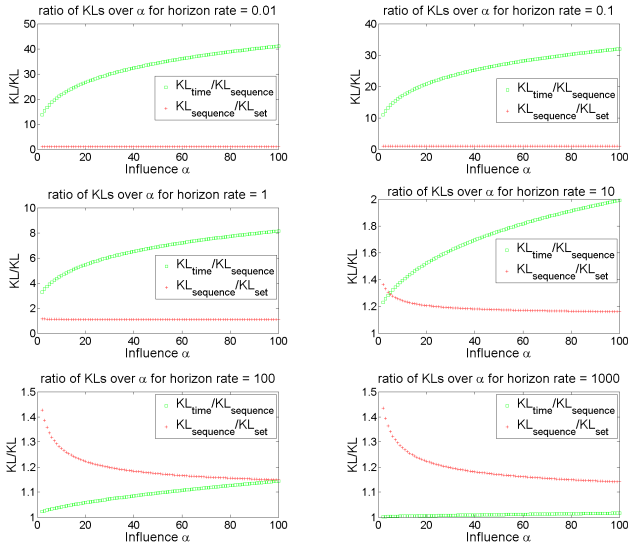 ratio of KLs over α for horizon rate = 0.01
50
40
30
20
10
0
KL/KL
KL_time/KL_sequence
KL_sequence/KL_set
0 20 40 60 80 100
Influence α
ratio of KLs over α for horizon rate = 0.1
40
30
20
10
0
KL/KL
KL_time/KL_sequence
KL_sequence/KL_set
0 20 40 60 80 100
Influence α
ratio of KLs over α for horizon rate = 1
10
8
6
4
2
0
KL/KL
KL_time/KL_sequence
KL_sequence/KL_set
0 20 40 60 80 100
Influence α
ratio of KLs over α for horizon rate = 10
2
1.8
1.6
1.4
1.2
1
KL/KL
KL_time/KL_sequence
KL_sequence/KL_set
0 20 40 60 80 100
Influence α
ratio of KLs over α for horizon rate = 100
1.5
1.4
1.3
1.2
1.1
1
KL/KL
KL_time/KL_sequence
KL_sequence/KL_set
0 20 40 60 80 100
Influence α
ratio of KLs over α for horizon rate = 1000
1.5
1.4
1.3
1.2
1.1
1
KL/KL
KL_time/KL_sequence
KL_sequence/KL_set
0 20 40 60 80 100
Influence α